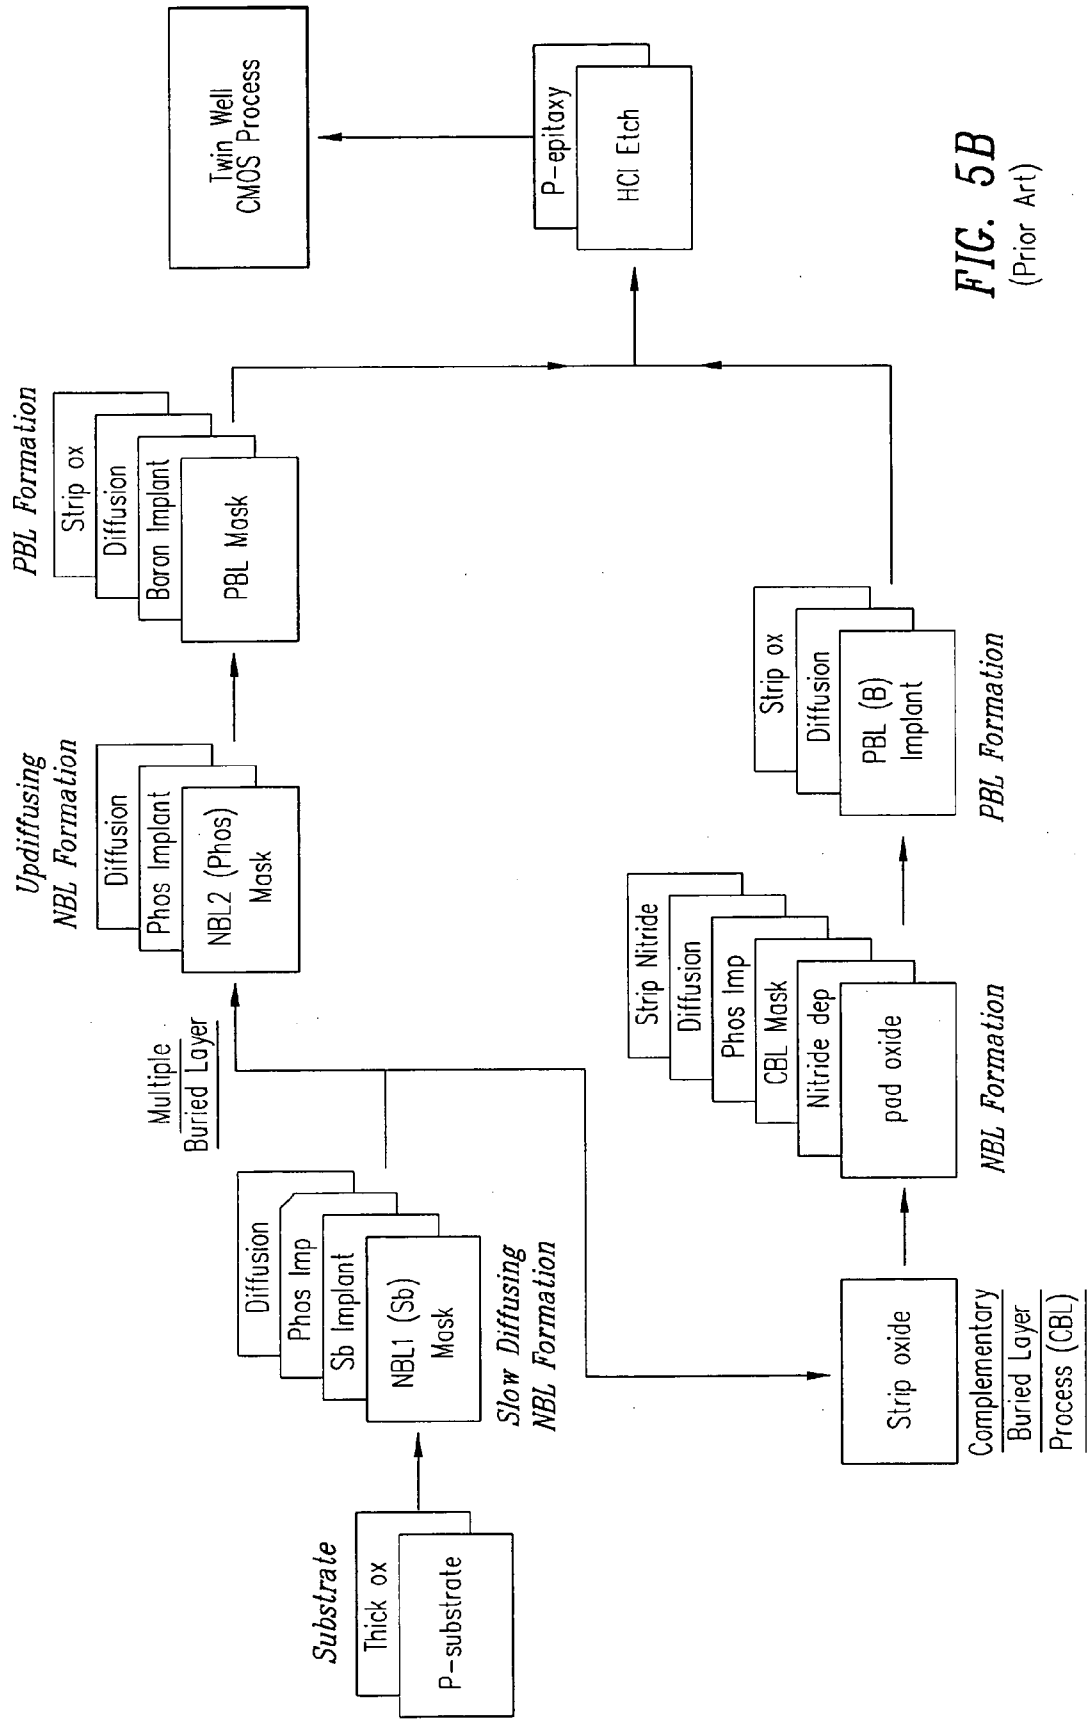 Substrate
Thick ox
P-substrate
Diffusion
Phos Imp
Sb Implant
NBL1 (Sb)
Mask
Slow Diffusing
NBL Formation
Multiple
Buried Layer
Updiffusing
NBL Formation
Diffusion
Phos Implant
NBL2 (Phos)
Mask
PBL Formation
Strip ox
Diffusion
Boron Implant
PBL Mask
Strip oxide
Complementary
Buried Layer
Process (CBL)
Strip Nitride
Diffusion
Phos Imp
CBL Mask
Nitride dep
pad oxide
NBL Formation
Strip ox
Diffusion
PBL (B)
Implant
PBL Formation
P-epitaxy
HCl Etch
Twin Well
CMOS Process
FIG. 5B
(Prior Art)